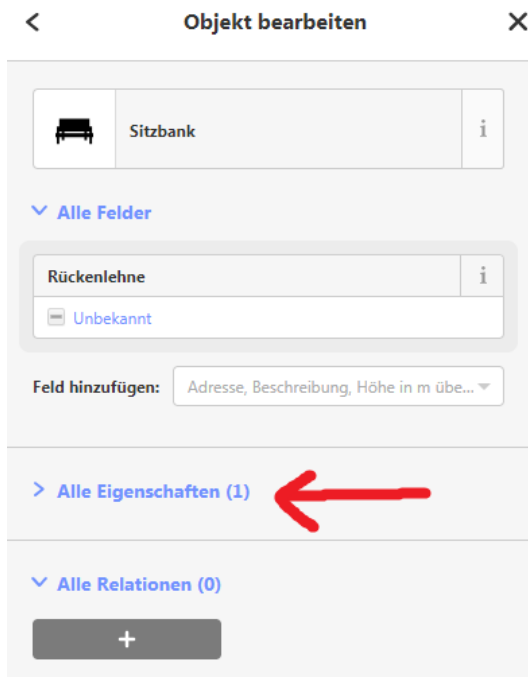 Objekt bearbeiten
Sitzbank
i
Alle Felder
Rückenlehne
i
Unbekannt
Feld hinzufügen: Adresse, Beschreibung, Höhe in m übe...
Alle Eigenschaften (1)
Alle Relationen (0)
+